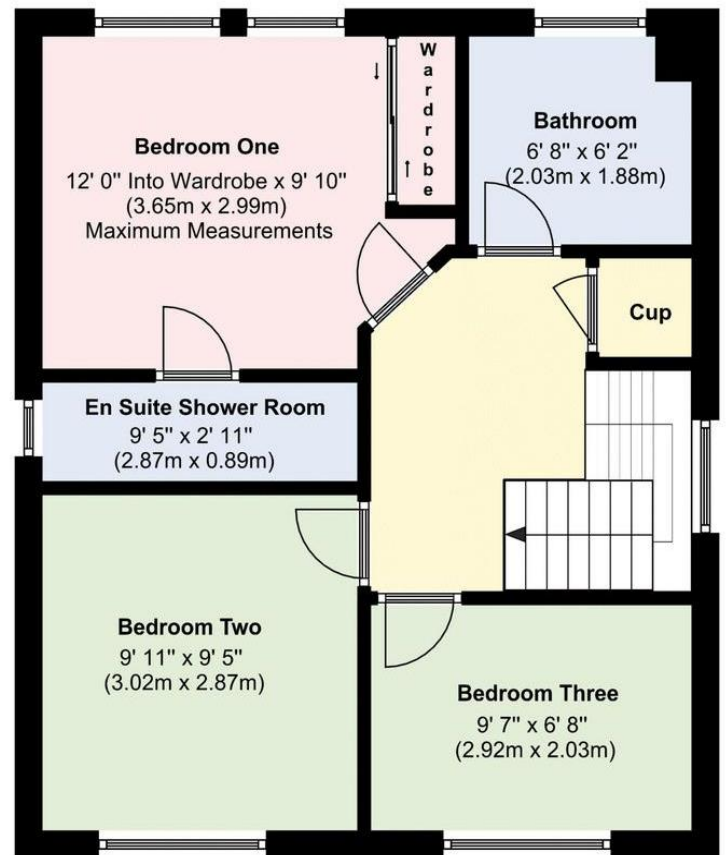 Bedroom One
12' 0" Into Wardrobe x 9' 10"
(3.65m x 2.99m)
Maximum Measurements
Wardrobe
Bathroom
6' 8" x 6' 2"
(2.03m x 1.88m)
Cup
En Suite Shower Room
9' 5" x 2' 11"
(2.87m x 0.89m)
Bedroom Two
9' 11" x 9' 5"
(3.02m x 2.87m)
Bedroom Three
9' 7" x 6' 8"
(2.92m x 2.03m)